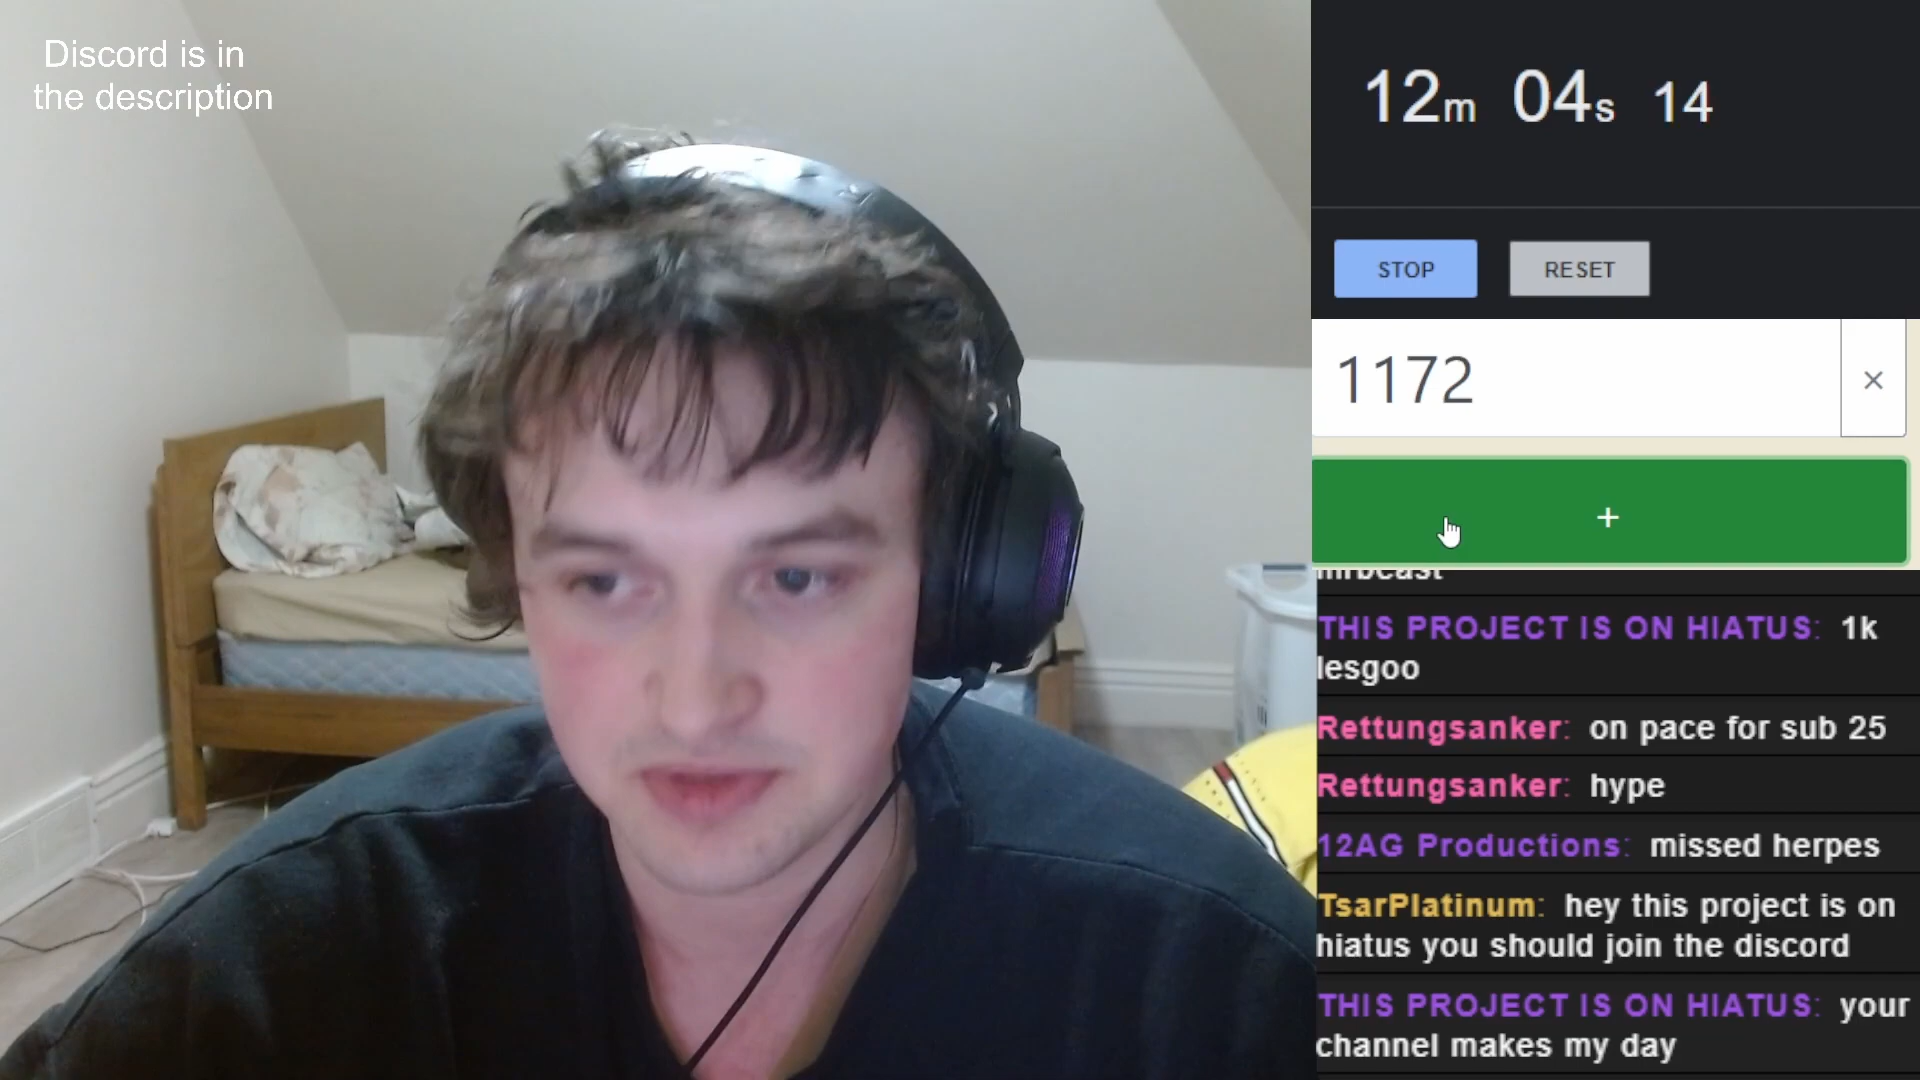 Discord is in
the description
12m 04s 14
STOP RESET
1172 ×
+
mrbeast
THIS PROJECT IS ON HIATUS: 1k
lesgoo
Rettungsanker: on pace for sub 25
Rettungsanker: hype
12AG Productions: missed herpes
TsarPlatinum: hey this project is on
hiatus you should join the discord
THIS PROJECT IS ON HIATUS: your
channel makes my day